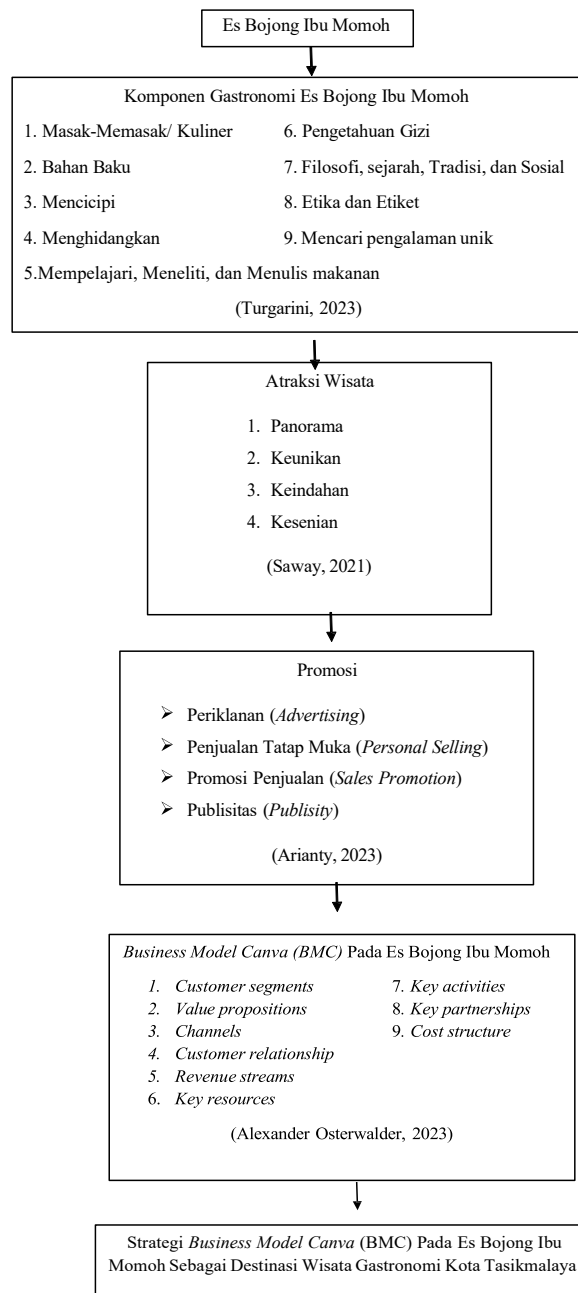 Es Bojong Ibu Momoh
Komponen Gastronomi Es Bojong Ibu Momoh
1. Masak-Memasak/ Kuliner
2. Bahan Baku
3. Mencicipi
4. Menghidangkan
5.Mempelajari, Meneliti, dan Menulis makanan
6. Pengetahuan Gizi
7. Filosofi, sejarah, Tradisi, dan Sosial
8. Etika dan Etiket
9. Mencari pengalaman unik
(Turgarini, 2023)
Atraksi Wisata
1. Panorama
2. Keunikan
3. Keindahan
4. Kesenian
(Saway, 2021)
Promosi
➢ Periklanan (Advertising)
➢ Penjualan Tatap Muka (Personal Selling)
➢ Promosi Penjualan (Sales Promotion)
➢ Publisitas (Publisity)
(Arianty, 2023)
Business Model Canva (BMC) Pada Es Bojong Ibu Momoh
1. Customer segments
2. Value propositions
3. Channels
4. Customer relationship
5. Revenue streams
6. Key resources
7. Key activities
8. Key partnerships
9. Cost structure
(Alexander Osterwalder, 2023)
Strategi Business Model Canva (BMC) Pada Es Bojong Ibu
Momoh Sebagai Destinasi Wisata Gastronomi Kota Tasikmalaya